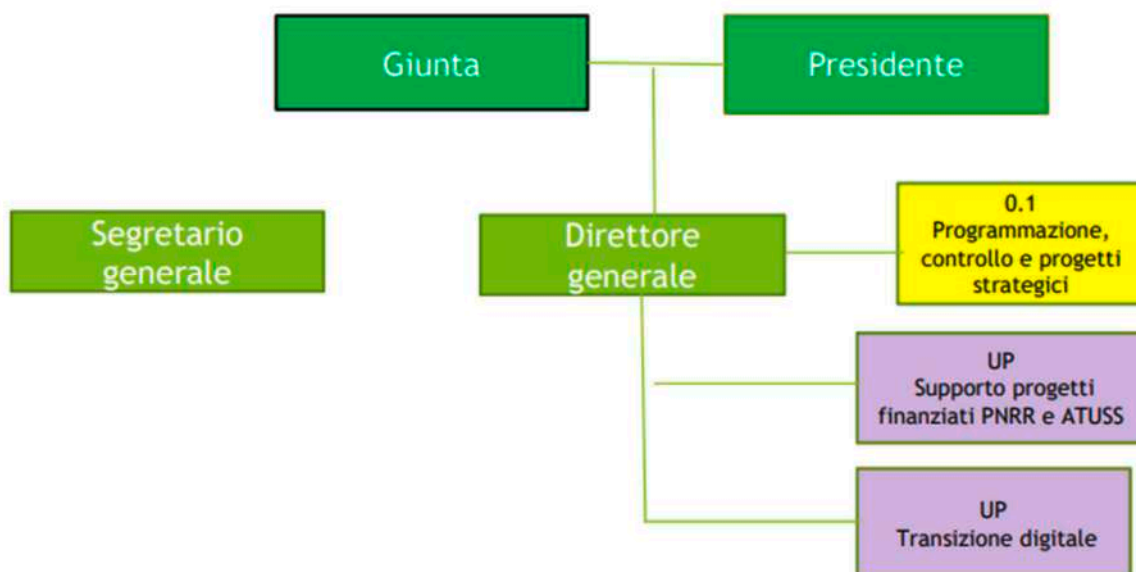 Giunta
Presidente
Segretario
generale
Direttore
generale
0.1
Programmazione,
controllo e progetti
strategici
UP
Supporto progetti
finanziati PNRR e ATUSS
UP
Transizione digitale